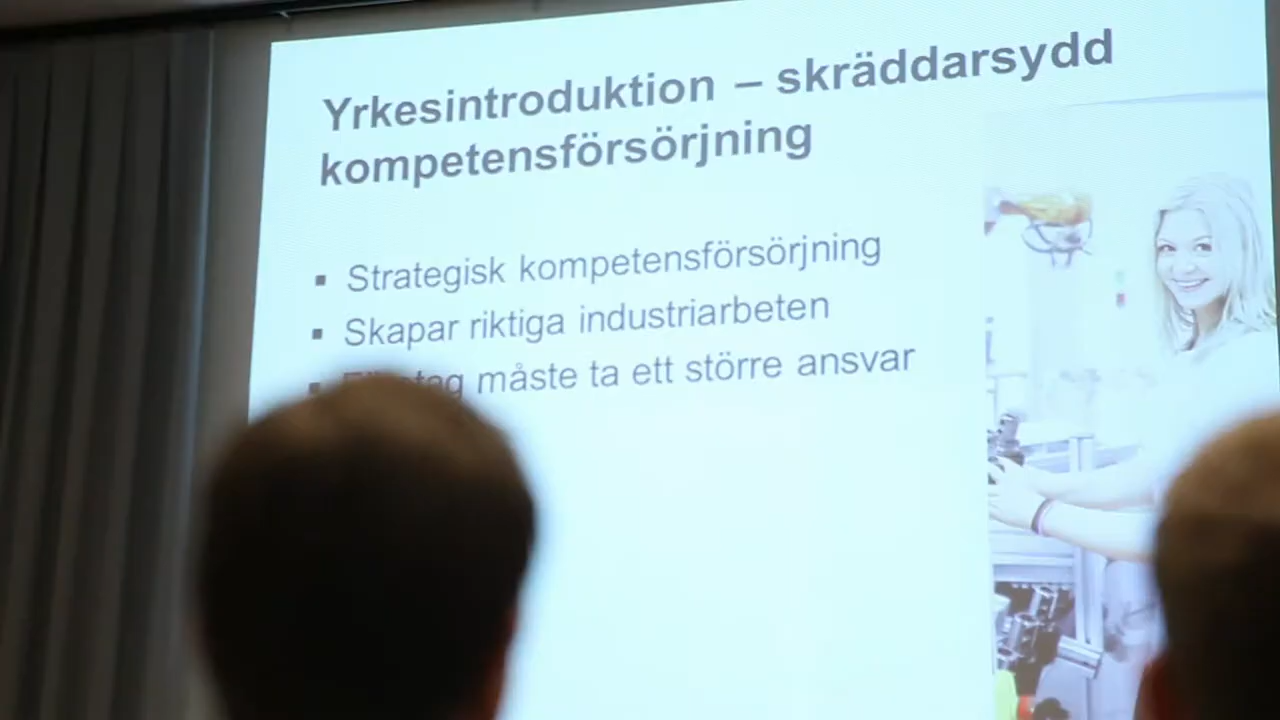 Yrkesintroduktion – skräddarsydd
kompetensförsörjning
▪ Strategisk kompetensförsörjning
▪ Skapar riktiga industriarbeten
▪ måste ta ett större ansvar